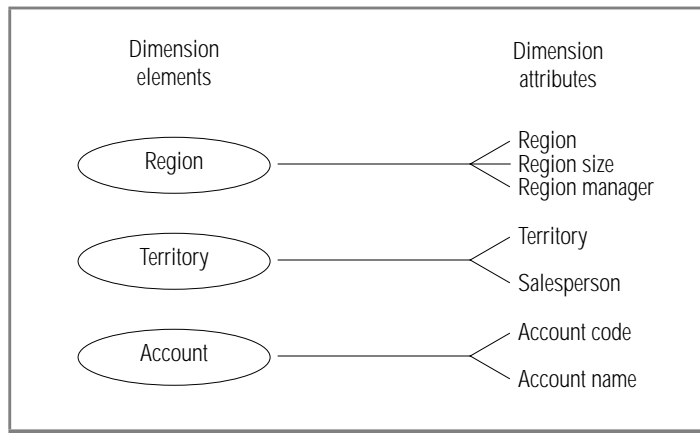 Dimension
elements
Dimension
attributes
Region
Region
Region size
Region manager
Territory
Territory
Salesperson
Account
Account code
Account name